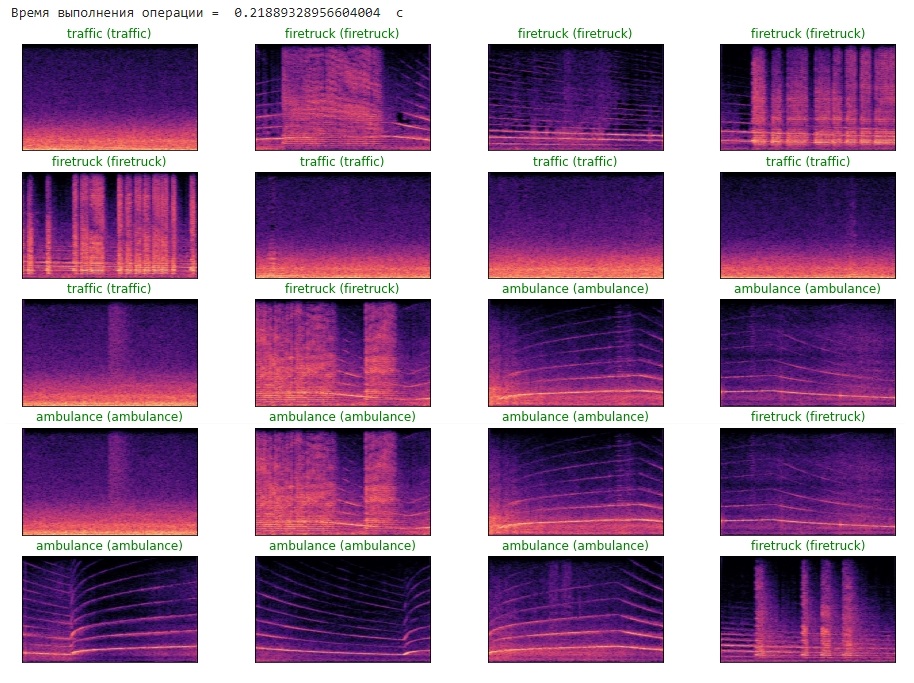 Время выполнения операции =  0.21889328956604004  с
traffic (traffic) firetruck (firetruck) firetruck (firetruck) firetruck (firetruck)
firetruck (firetruck) traffic (traffic) traffic (traffic) traffic (traffic)
traffic (traffic) firetruck (firetruck) ambulance (ambulance) ambulance (ambulance)
ambulance (ambulance) ambulance (ambulance) ambulance (ambulance) firetruck (firetruck)
ambulance (ambulance) ambulance (ambulance) ambulance (ambulance) firetruck (firetruck)